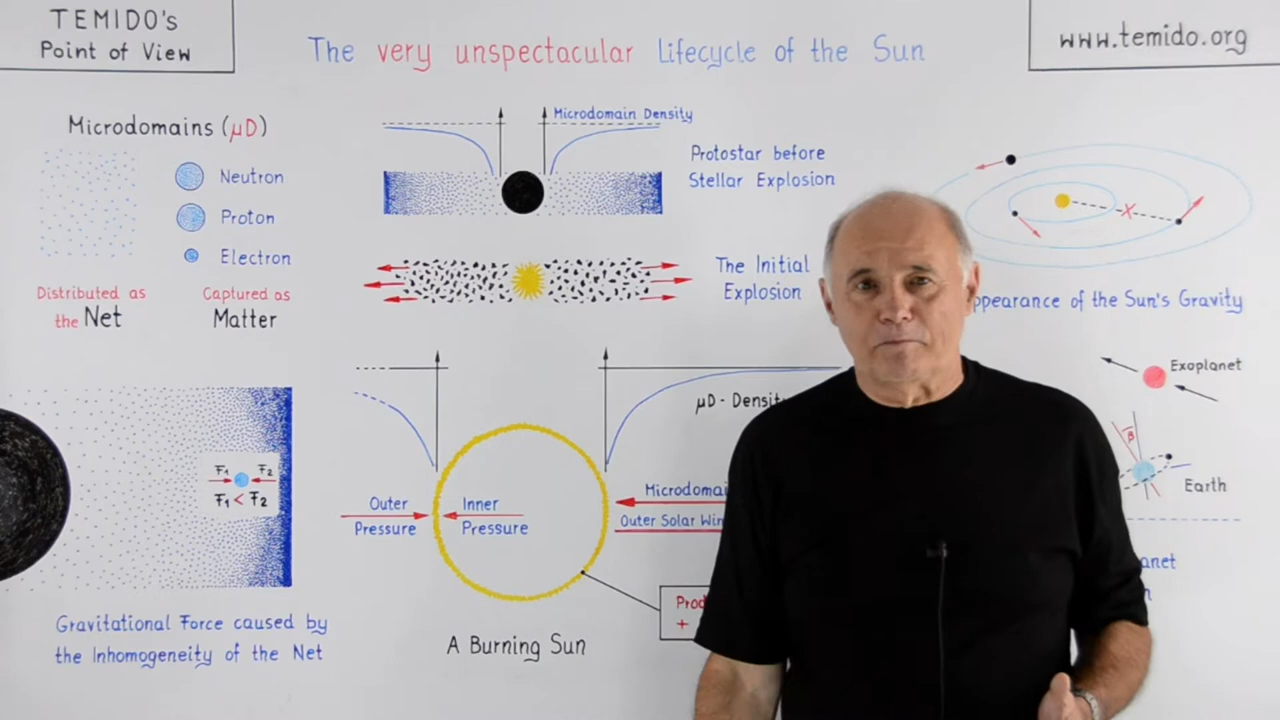 TEMIDO's
Point of View
The very unspectacular Lifecycle of the Sun
www.temido.org
Microdomains (μD)
Neutron
Proton
Electron
Distributed as
the Net
Captured as
Matter
Microdomain Density
Protostar before
Stellar Explosion
The Initial
Explosion
X
ppearance of the Sun's Gravity
Exoplanet
β
Earth
F1
F2
F1 < F2
Gravitational Force caused by
the Inhomogeneity of the Net
μD - Densit
Outer
Pressure
Inner
Pressure
Microdomai
Outer Solar Win
Prod
+
A Burning Sun
anet